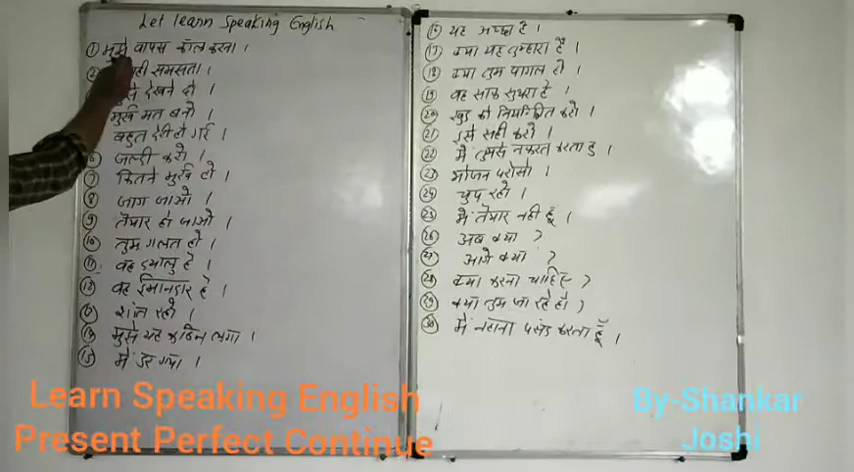 Let learn Speaking English
① मुझे वापस कॉल करना ।
② नही समझता ।
देखने दो ।
मुर्ख मत बनो ।
बहुत देरी हो गई ।
⑥ जल्दी करो ।
⑦ कितने मुर्ख हो ।
⑧ जाग जाओ ।
⑨ तैयार हो जाओ ।
⑩ तुम गलत हो ।
⑪ वह दयालु है ।
⑫ वह ईमानदार है ।
शांत रहो ।
⑭ मुझे यह कठिन लगा ।
⑮ में डर गया ।
⑯ यह अच्छा है ।
⑰ क्या यह तुम्हारा है ।
⑱ क्या तुम पागल हो ।
⑲ वह साफ सुथरा है ।
⑳ खुद को नियन्त्रित करो ।
㉑ इसे सही करो ।
㉒ मैं तुमसे नफरत करता हु ।
㉓ भोजन परोसो ।
㉔ चुप रहो ।
㉕ मैं तैयार नही हूँ ।
㉖ अब क्या ?
㉗ आगे क्या ?
㉘ क्या करना चाहिए ?
㉙ क्या तुम जा रहे हो ?
㉚ में नहाना पसंद करता हूँ ।
Learn Speaking English
Present Perfect Continue
By-Shankar
Joshi